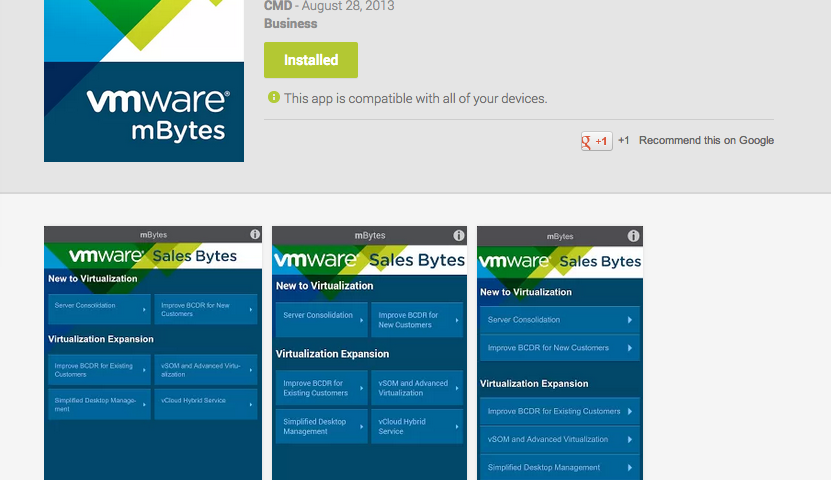 CMD - August 28, 2013
Business
Installed
This app is compatible with all of your devices.
vmware®
mBytes
g +1 +1 Recommend this on Google
mBytes
vmware® Sales Bytes
New to Virtualization
Server Consolidation
Improve BCDR for New
Customers
Virtualization Expansion
Improve BCDR for Existing
Customers
vSOM and Advanced Virtu-
alization
Simplified Desktop Manage-
ment
vCloud Hybrid Service
mBytes
vmware® Sales Bytes
New to Virtualization
Server Consolidation
Improve BCDR for
New Customers
Virtualization Expansion
Improve BCDR for
Existing Customers
vSOM and Advanced
Virtualization
Simplified Desktop
Management
vCloud Hybrid
Service
mBytes
vmware® Sales Bytes
New to Virtualization
Server Consolidation
Improve BCDR for New Customers
Virtualization Expansion
Improve BCDR for Existing Customers
vSOM and Advanced Virtualization
Simplified Desktop Management